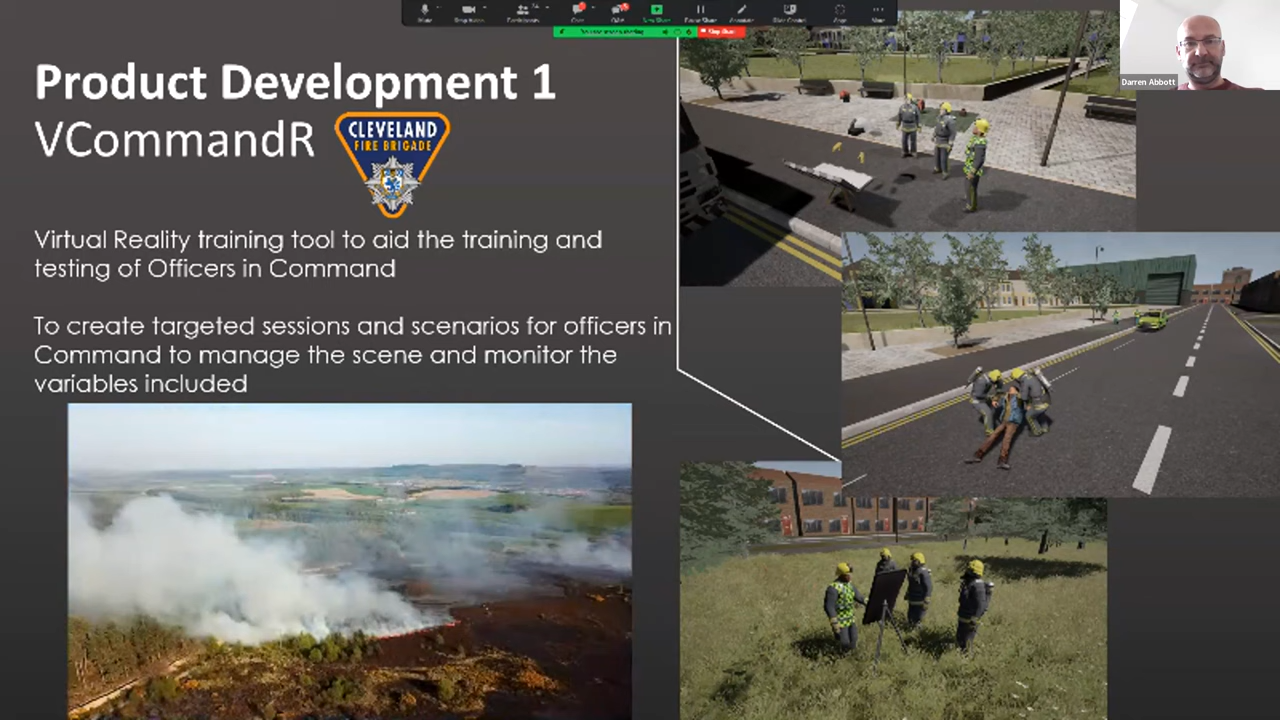 Product Development 1
VCommandR
CLEVELAND
FIRE BRIGADE
Virtual Reality training tool to aid the training and
testing of Officers in Command
To create targeted sessions and scenarios for officers in
Command to manage the scene and monitor the
variables included
Stop Share
Darren Abbott